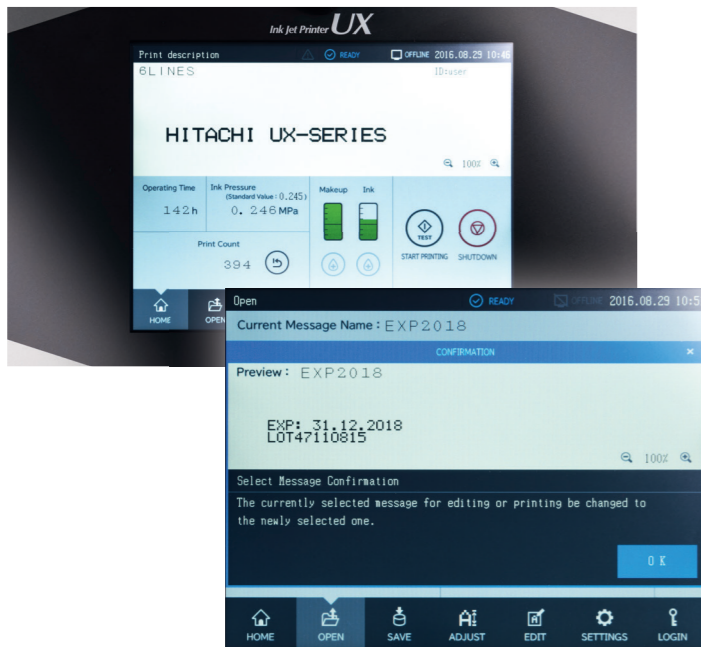 Ink Jet Printer UX
Print description READY OFFLINE 2016.08.29 10:46
6LINES ID:user
HITACHI UX-SERIES
100%
Operating Time Ink Pressure Makeup Ink
(Standard Value : 0.245)
142h 0. 246 MPa
TEST
START PRINTING SHUTDOWN
Print Count
394
HOME OPEN
Open READY OFFLINE 2016.08.29 10:5
Current Message Name : EXP2018
CONFIRMATION ×
Preview : EXP2018
EXP: 31.12.2018
LOT47110815
100%
Select Message Confirmation
The currently selected message for editing or printing be changed to
the newly selected one.
O K
HOME OPEN SAVE ADJUST EDIT SETTINGS LOGIN